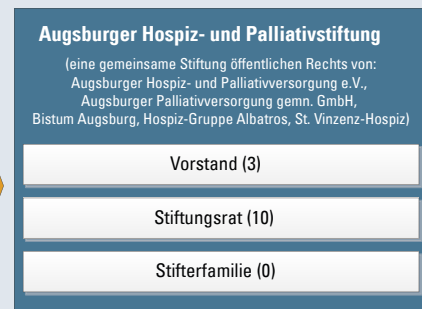 Augsburger Hospiz- und Palliativstiftung
(eine gemeinsame Stiftung öffentlichen Rechts von:
Augsburger Hospiz- und Palliativversorgung e.V.,
Augsburger Palliativversorgung gemn. GmbH,
Bistum Augsburg, Hospiz-Gruppe Albatros, St. Vinzenz-Hospiz)
Vorstand (3)
Stiftungsrat (10)
Stifterfamilie (0)